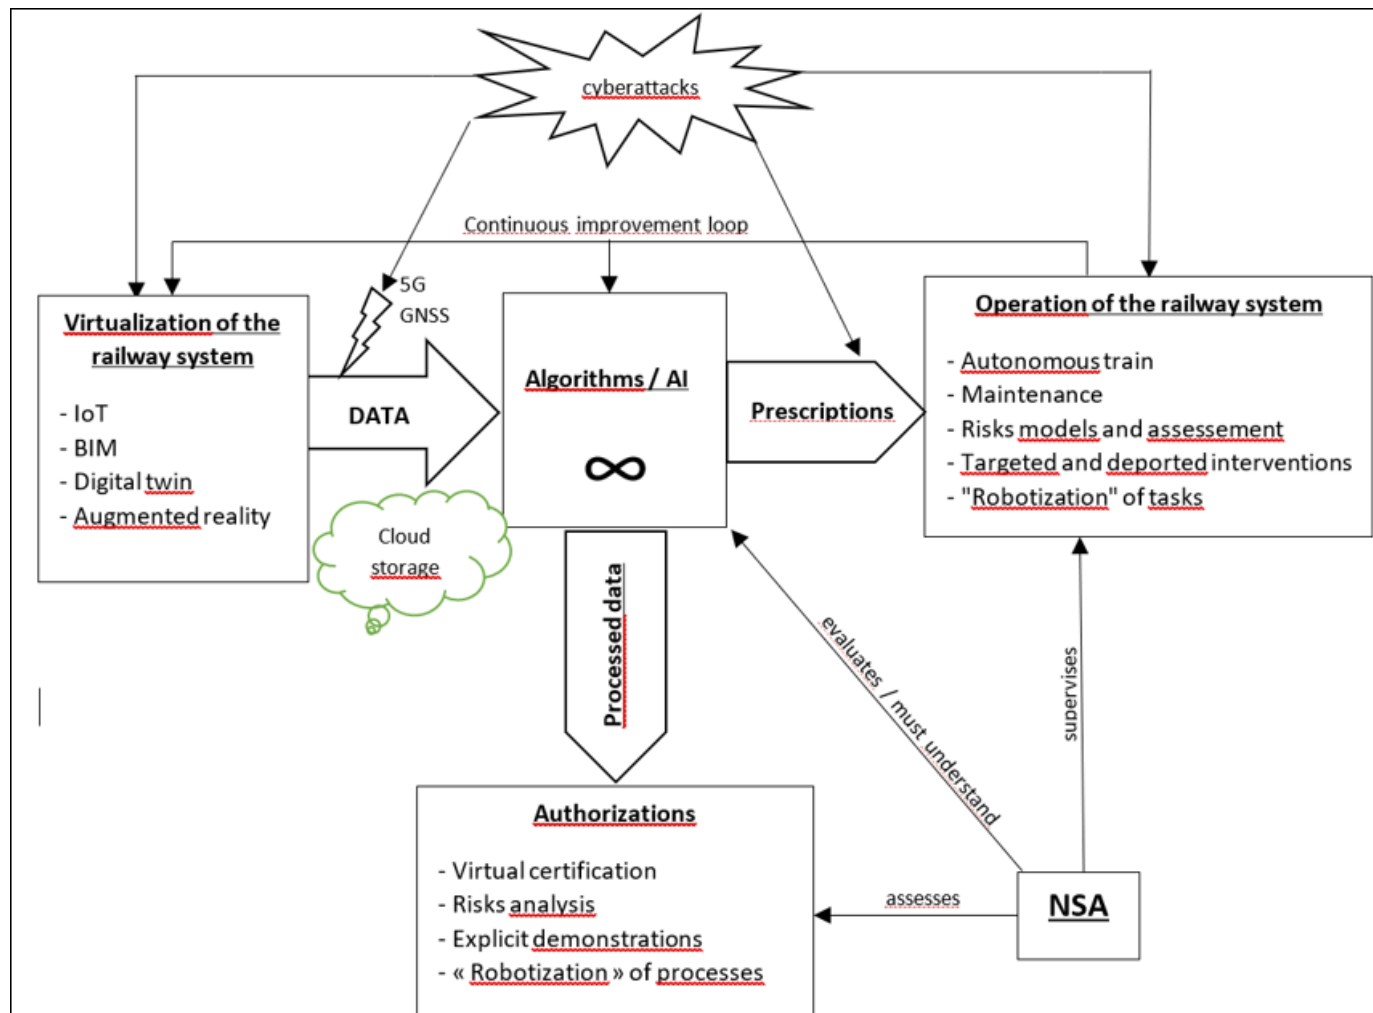 cyberattacks
Continuous improvement loop
5G
GNSS
Virtualization of the
railway system
- IoT
- BIM
- Digital twin
- Augmented reality
DATA
Cloud
storage
Algorithms / AI
∞
Prescriptions
Operation of the railway system
- Autonomous train
- Maintenance
- Risks models and assessement
- Targeted and deported interventions
- "Robotization" of tasks
Processed data
evaluates / must understand
supervises
Authorizations
- Virtual certification
- Risks analysis
- Explicit demonstrations
- « Robotization » of processes
assesses
NSA